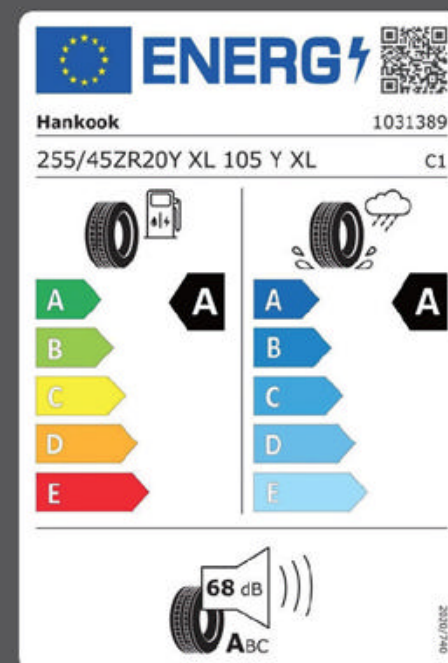 ENERG
Hankook 1031389
255/45ZR20Y XL 105 Y XL C1
A A A A
B B
C C
D D
E E
68 dB
ABC
2020/740